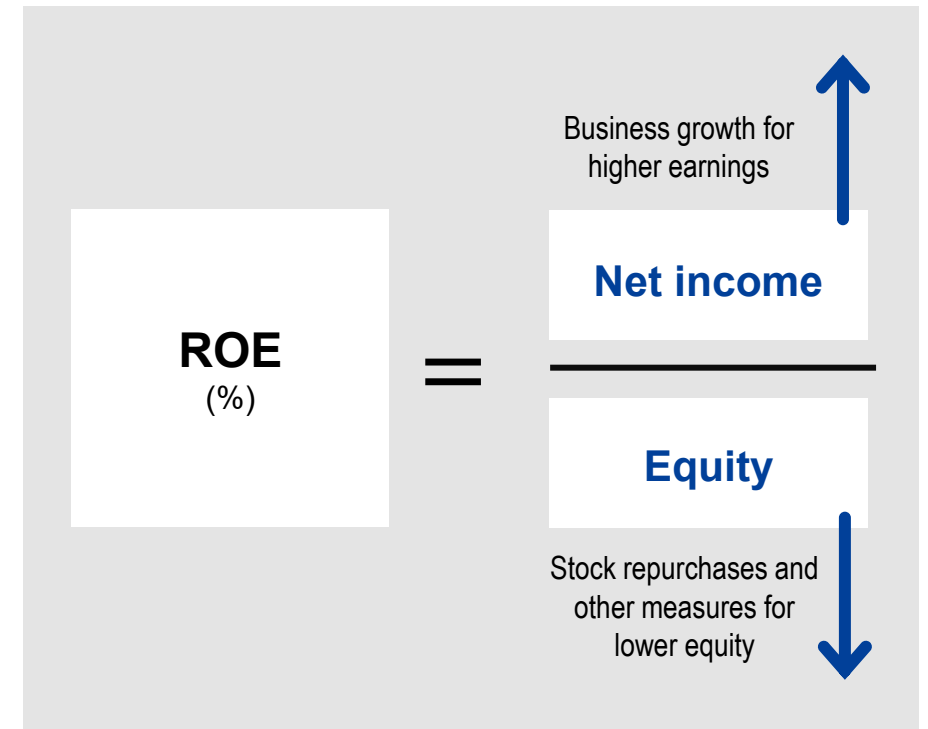 Business growth for
higher earnings
Net income
ROE
(%)
=
Equity
Stock repurchases and
other measures for
lower equity